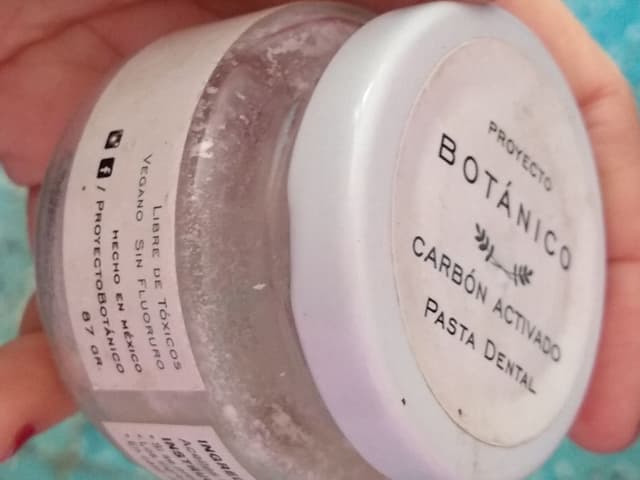 PROYECTO
BOTÁNICO
CARBÓN ACTIVADO
PASTA DENTAL
LIBRE DE TÓXICOS
VEGANO SIN FLUORURO
HECHO EN MÉXICO
/ PROYECTOBOTÁNICO
87 GR.